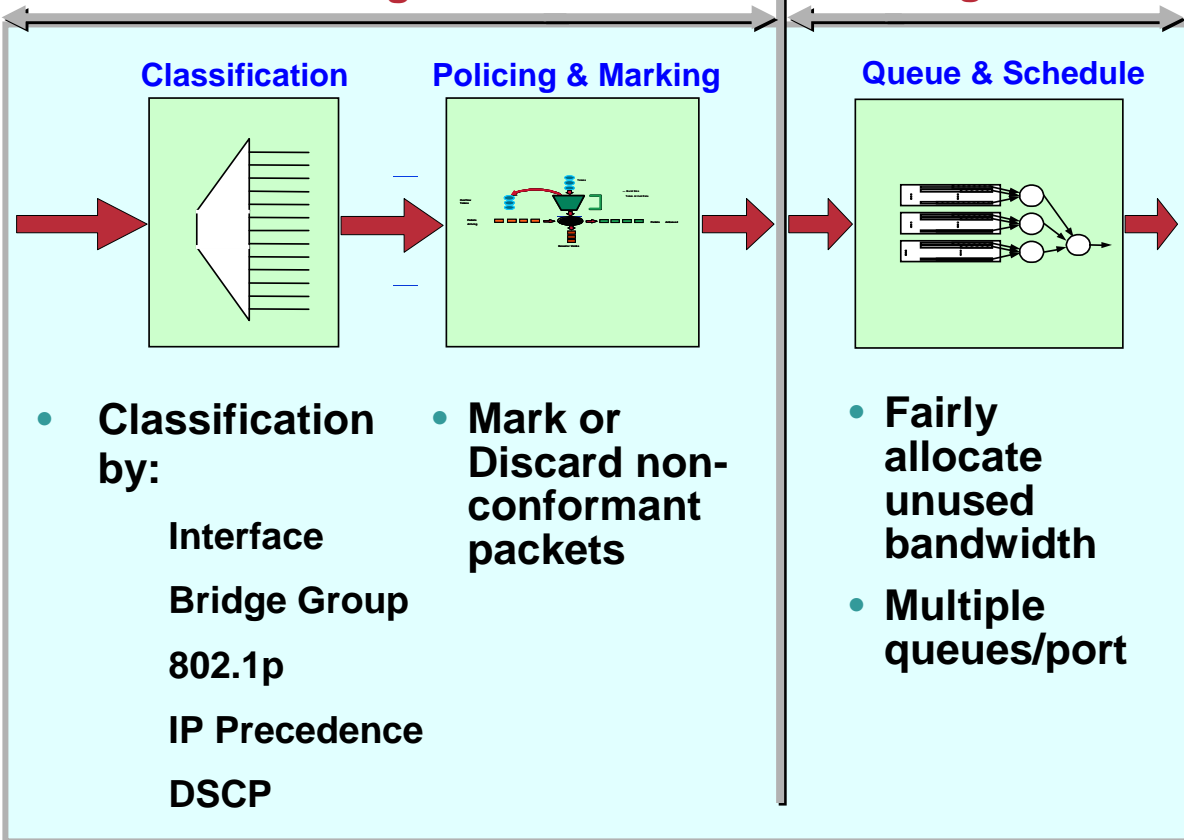 Classification
Policing & Marking
Queue & Schedule
• Classification
by:
Interface
Bridge Group
802.1p
IP Precedence
DSCP
• Mark or
Discard non-
conformant
packets
• Fairly
allocate
unused
bandwidth
• Multiple
queues/port